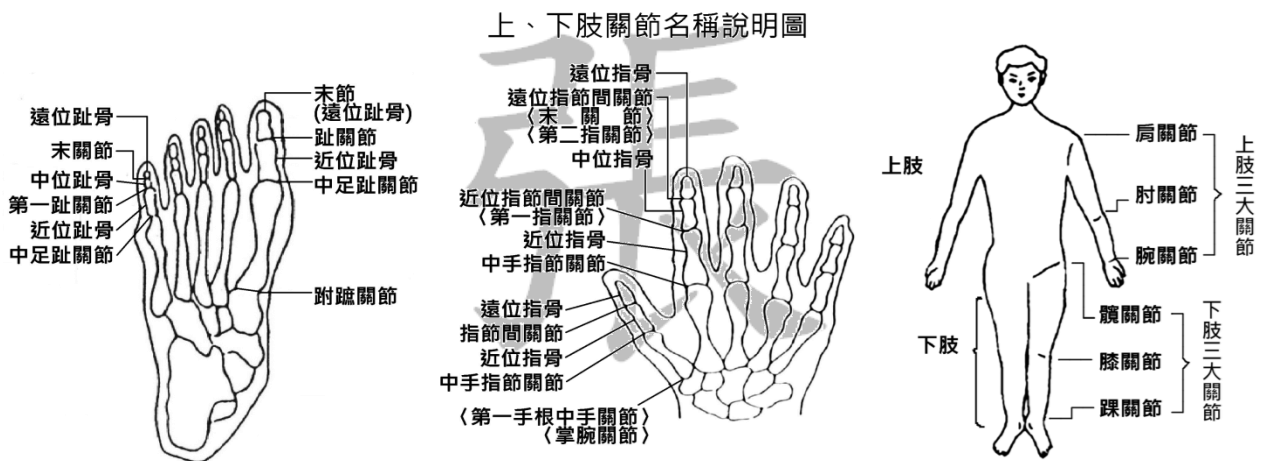 上、下肢關節名稱說明圖
遠位趾骨
末關節
中位趾骨
第一趾關節
近位趾骨
中足趾關節
末節
(遠位趾骨)
趾關節
近位趾骨
中足趾關節
跗蹠關節
張
遠位指骨
遠位指節間關節
〈末關節〉
〈第二指關節〉
中位指骨
近位指節間關節
〈第一指關節〉
近位指骨
中手指節關節
遠位指骨
指節間關節
近位指骨
中手指節關節
〈第一手根中手關節〉
〈掌腕關節〉
上肢
下肢
肩關節
肘關節
腕關節
上肢三大關節
髖關節
膝關節
踝關節
下肢三大關節